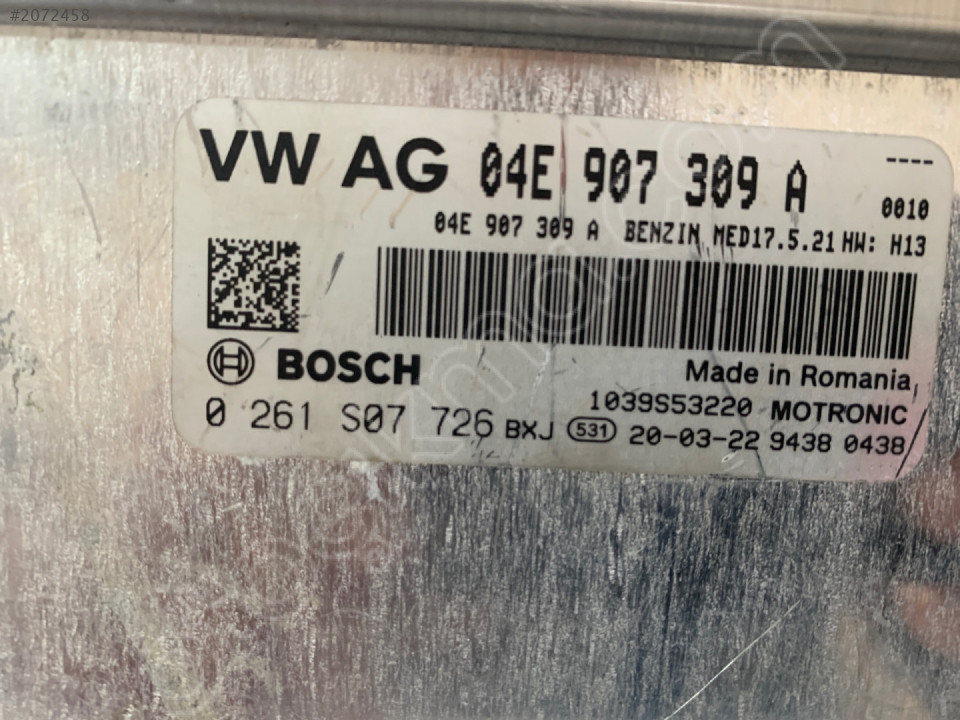 #2072458
VW AG 04E 907 309 A
----
0010
04E 907 309 A BENZIN MED17.5.21 HW: H13
BOSCH
Made in Romania
1039S53220 MOTRONIC
0 261 S07 726 BXJ 531 20-03-22 9438 0438